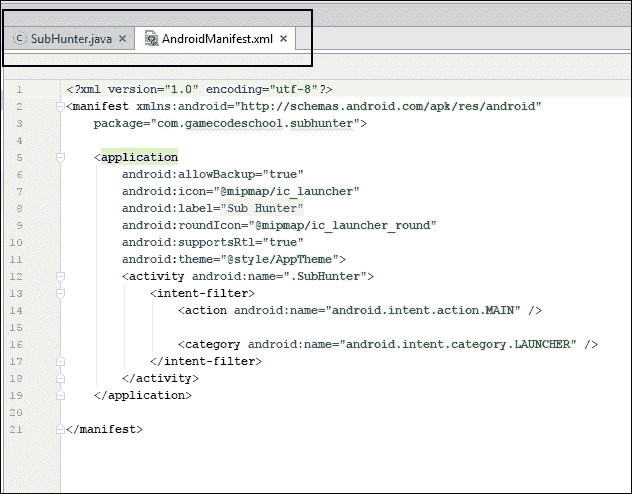 SubHunter.java × AndroidManifest.xml ×
1 <?xml version="1.0" encoding="utf-8"?>
2 <manifest xmlns:android="http://schemas.android.com/apk/res/android"
3 package="com.gamecodeschool.subhunter">
4
5 <application
6 android:allowBackup="true"
7 android:icon="@mipmap/ic_launcher"
8 android:label="Sub Hunter"
9 android:roundIcon="@mipmap/ic_launcher_round"
10 android:supportsRtl="true"
11 android:theme="@style/AppTheme">
12 <activity android:name=".SubHunter">
13 <intent-filter>
14 <action android:name="android.intent.action.MAIN" />
15
16 <category android:name="android.intent.category.LAUNCHER" />
17 </intent-filter>
18 </activity>
19 </application>
20
21 </manifest>